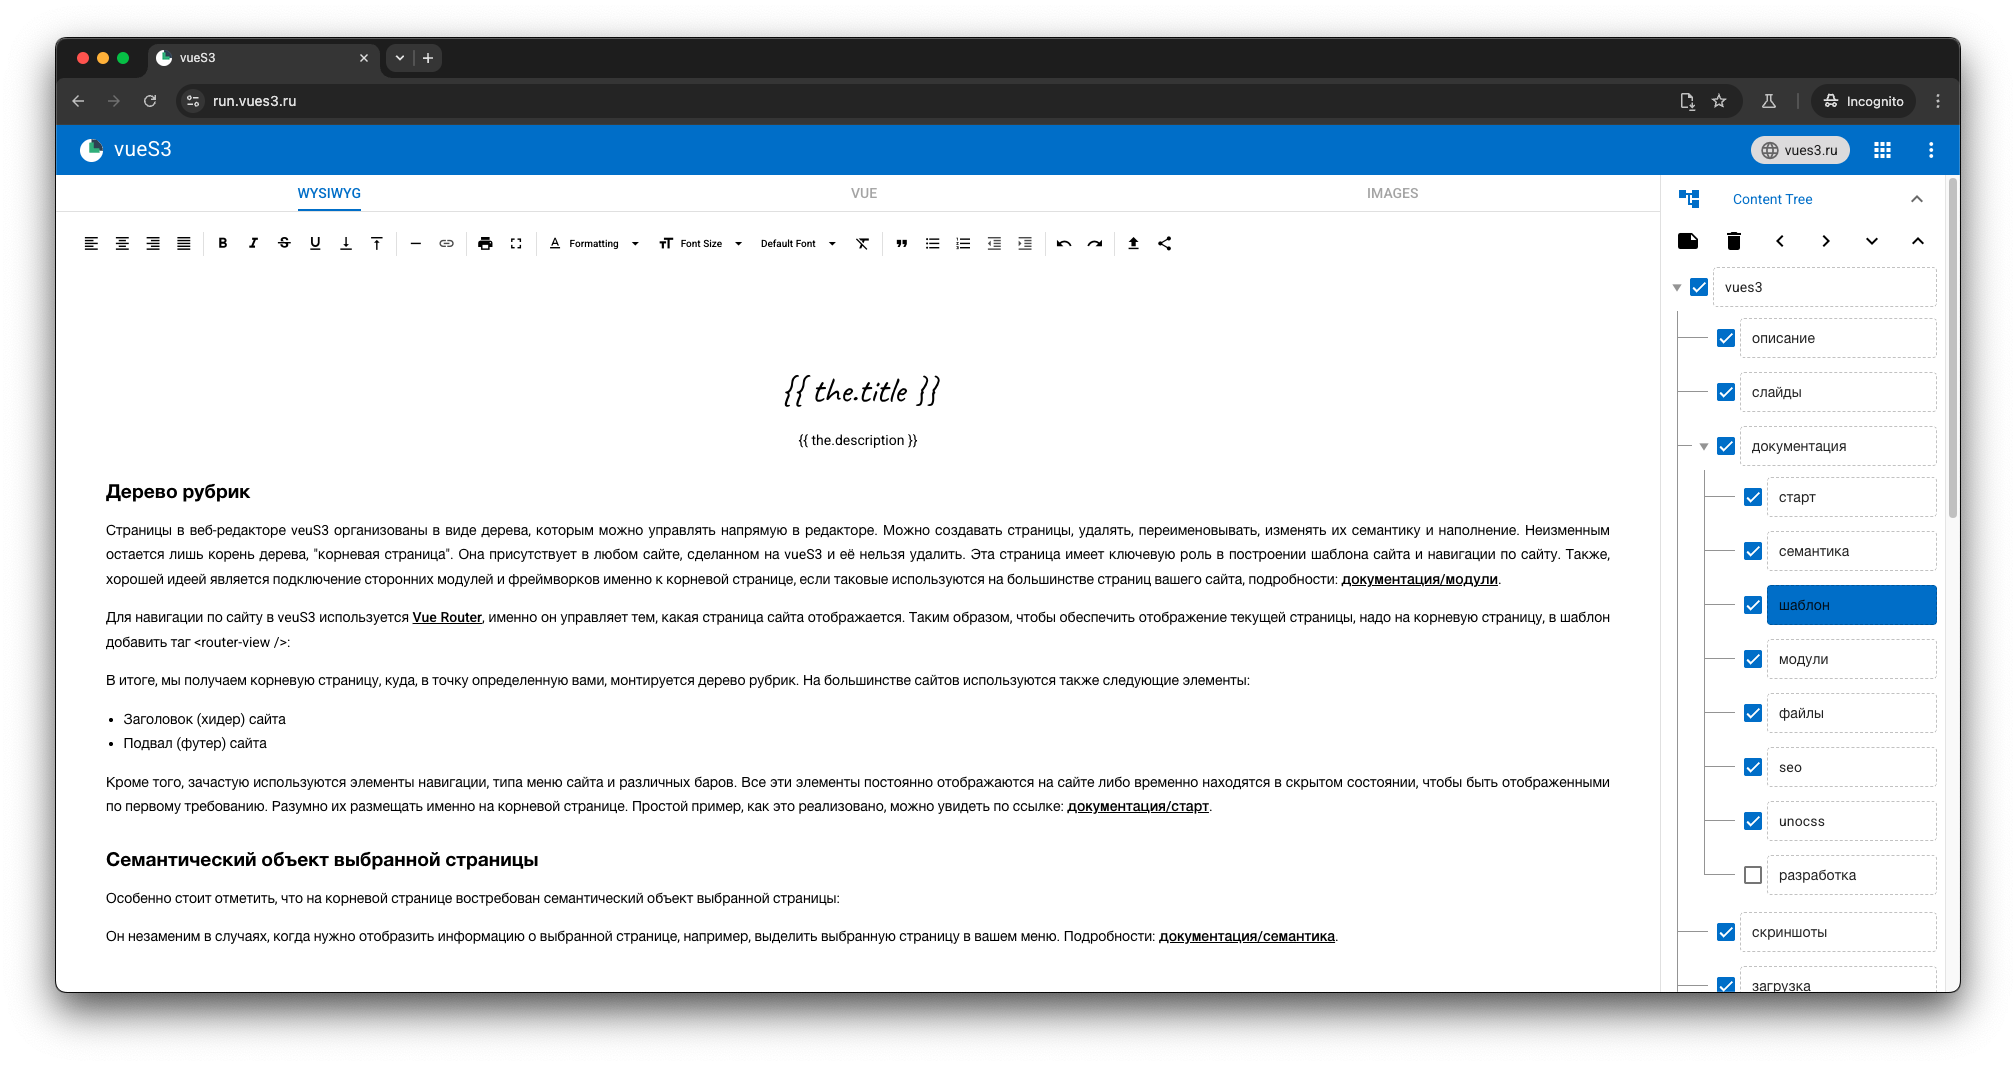 vueS3
run.vues3.ru
Incognito
vueS3
vues3.ru
WYSIWYG
VUE
IMAGES
Formatting
Font Size
Default Font
{{ the.title }}
{{ the.description }}
Дерево рубрик
Страницы в веб-редакторе veuS3 организованы в виде дерева, которым можно управлять напрямую в редакторе. Можно создавать страницы, удалять, переименовывать, изменять их семантику и наполнение. Неизменным
остается лишь корень дерева, "корневая страница". Она присутствует в любом сайте, сделанном на vueS3 и её нельзя удалить. Эта страница имеет ключевую роль в построении шаблона сайта и навигации по сайту. Также,
хорошей идеей является подключение сторонних модулей и фреймворков именно к корневой странице, если таковые используются на большинстве страниц вашего сайта, подробности: документация/модули.
Для навигации по сайту в veuS3 используется Vue Router, именно он управляет тем, какая страница сайта отображается. Таким образом, чтобы обеспечить отображение текущей страницы, надо на корневую страницу, в шаблон
добавить таг <router-view />:
В итоге, мы получаем корневую страницу, куда, в точку определенную вами, монтируется дерево рубрик. На большинстве сайтов используются также следующие элементы:
• Заголовок (хидер) сайта
• Подвал (футер) сайта
Кроме того, зачастую используются элементы навигации, типа меню сайта и различных баров. Все эти элементы постоянно отображаются на сайте либо временно находятся в скрытом состоянии, чтобы быть отображенными
по первому требованию. Разумно их размещать именно на корневой странице. Простой пример, как это реализовано, можно увидеть по ссылке: документация/старт.
Семантический объект выбранной страницы
Особенно стоит отметить, что на корневой странице востребован семантический объект выбранной страницы:
Он незаменим в случаях, когда нужно отобразить информацию о выбранной странице, например, выделить выбранную страницу в вашем меню. Подробности: документация/семантика.
Content Tree
vues3
описание
слайды
документация
старт
семантика
шаблон
модули
файлы
seo
unocss
разработка
скриншоты
загрузка